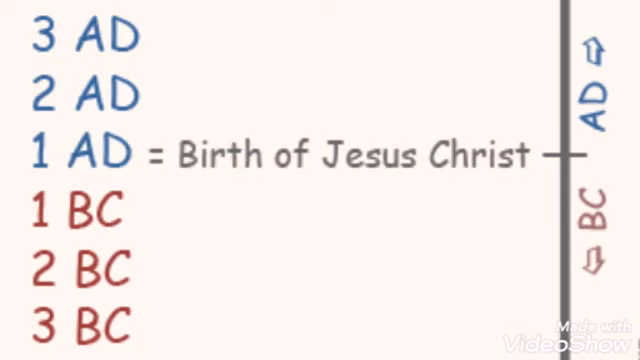 3 AD
2 AD
1 AD = Birth of Jesus Christ
1 BC
2 BC
3 BC
AD ⇨
⇦ BC
Made with
VideoShow